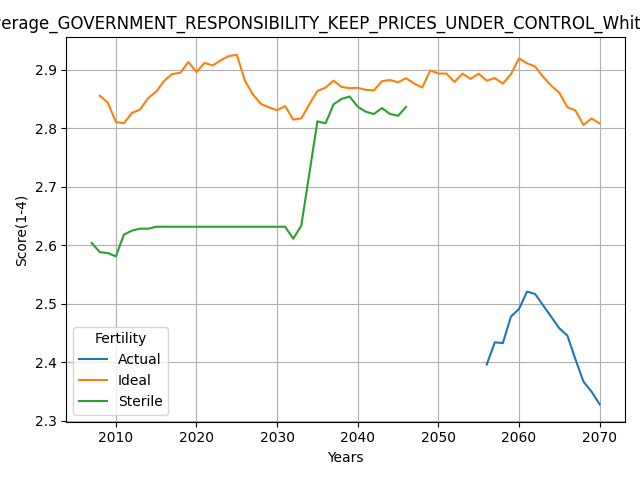 verage_GOVERNMENT_RESPONSIBILITY_KEEP_PRICES_UNDER_CONTROL_Whit
Score(1-4)
2.9
2.8
2.7
2.6
2.5
2.4
2.3
Fertility
Actual
Ideal
Sterile
2010 2020 2030 2040 2050 2060 2070
Years